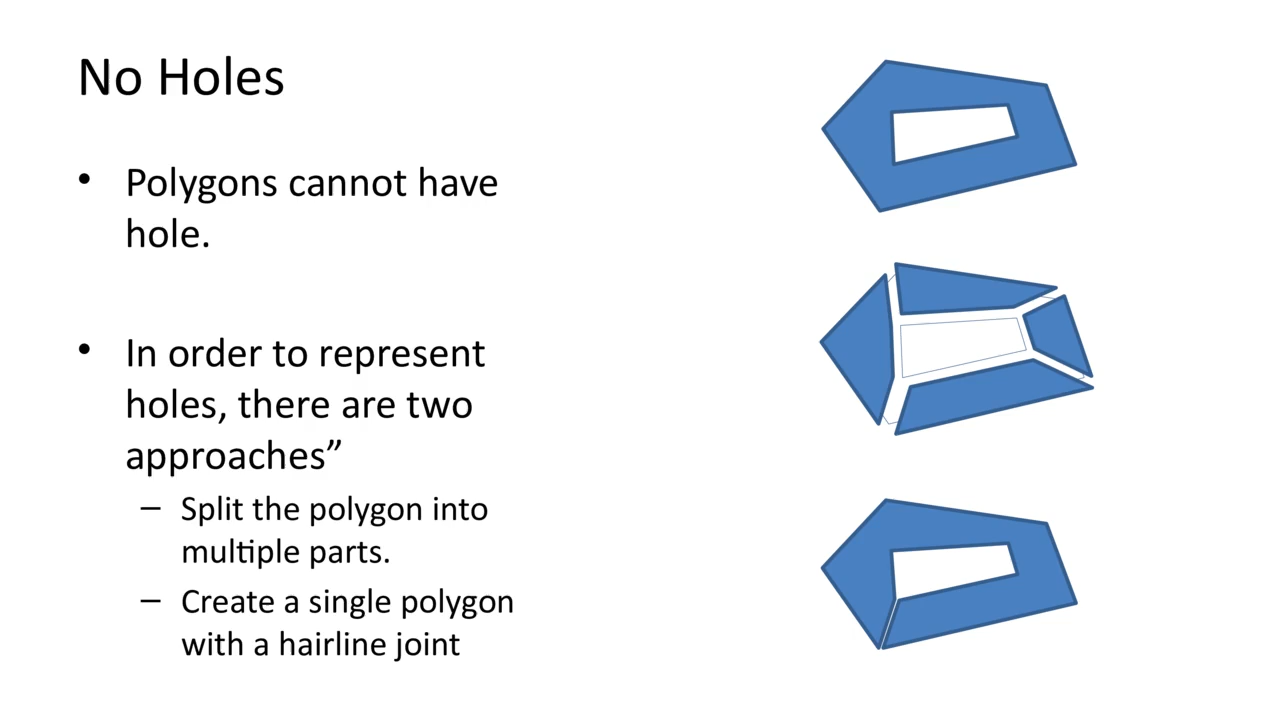 No Holes
• Polygons cannot have
hole.
• In order to represent
holes, there are two
approaches”
– Split the polygon into
multiple parts.
– Create a single polygon
with a hairline joint